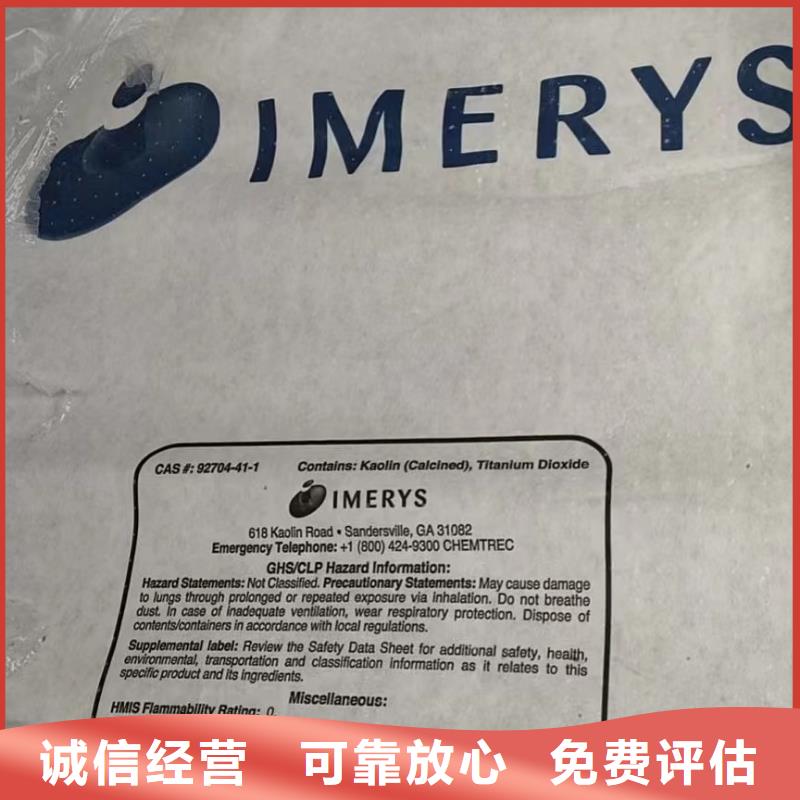 IMERYS
CAS #: 92704-41-1 Contains: Kaolin (Calcined), Titanium Dioxide
IMERYS
618 Kaolin Road • Sandersville, GA 31082
Emergency Telephone: +1 (800) 424-9300 CHEMTREC
GHS/CLP Hazard Information:
Hazard Statements: Not Classified. Precautionary Statements: May cause damage
to lungs through prolonged or repeated exposure via inhalation. Do not breathe
dust. In case of inadequate ventilation, wear respiratory protection. Dispose of
contents/containers in accordance with local regulations.
Supplemental label: Review the Safety Data Sheet for additional safety, health,
environmental, transportation and classification information as it relates to this
specific product and its ingredients.
Miscellaneous:
HMIS Flammability Rating: 0,
诚信经营 可靠放心 免费评估